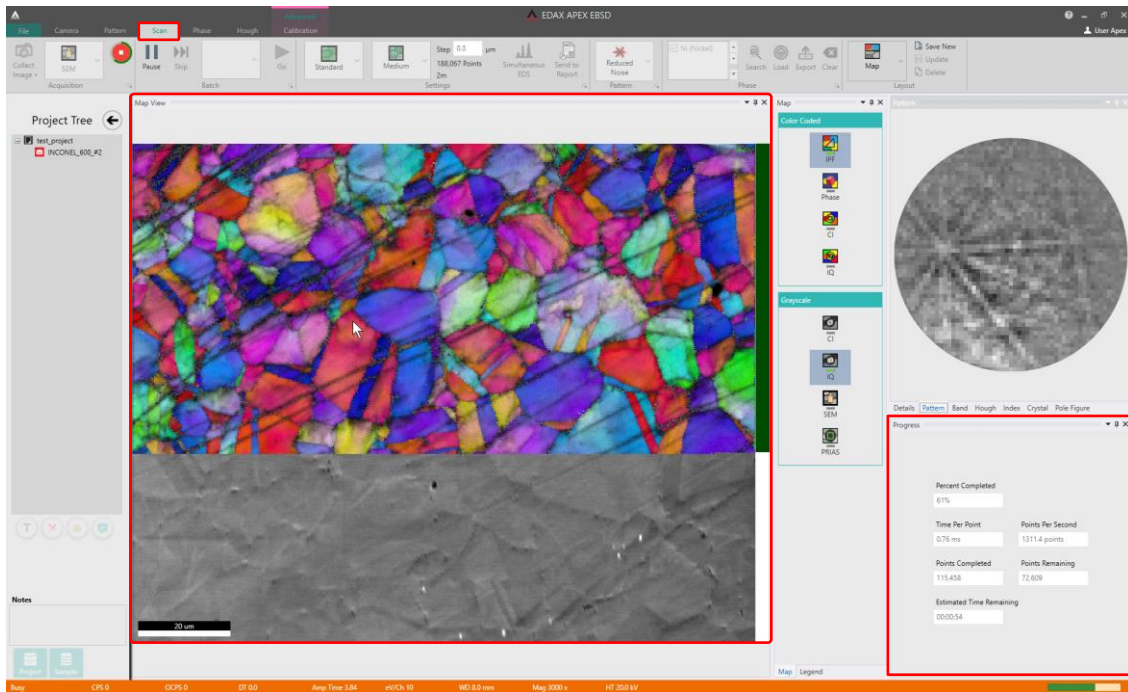 EDAX APEX EBSD
Advanced
File Camera Pattern Scan Phase Hough Calibration
User Apex
Collect Image
SEM
Acquisition
Pause
Skip
Batch
Go
Standard
Medium
Step 0.3 µm
188,067 Points
2m
Settings
Simultaneous EDS
Send to Report
Reduced Noise
Pattern
Ni (Nickel)
Search
Load
Export
Clear
Phase
Map
Save New
Update
Delete
Layout
Project Tree
test_project
INCONEL_600_#2
T
Notes
Project
Sample
Map View
20 um
Map
Color Coded
IPF
Phase
CI
IQ
Grayscale
CI
IQ
SEM
PRIAS
Map Legend
Pattern
Details Pattern Band Hough Index Crystal Pole Figure
Progress
Percent Completed
61%
Time Per Point Points Per Second
0.76 ms 1311.4 points
Points Completed Points Remaining
115,458 72,609
Estimated Time Remaining
00:00:54
Busy CPS 0 OCPS 0 DT 0.0 Amp Time 3.84 eV/Ch 10 WD 8.0 mm Mag 3000 x HT 20.0 kV